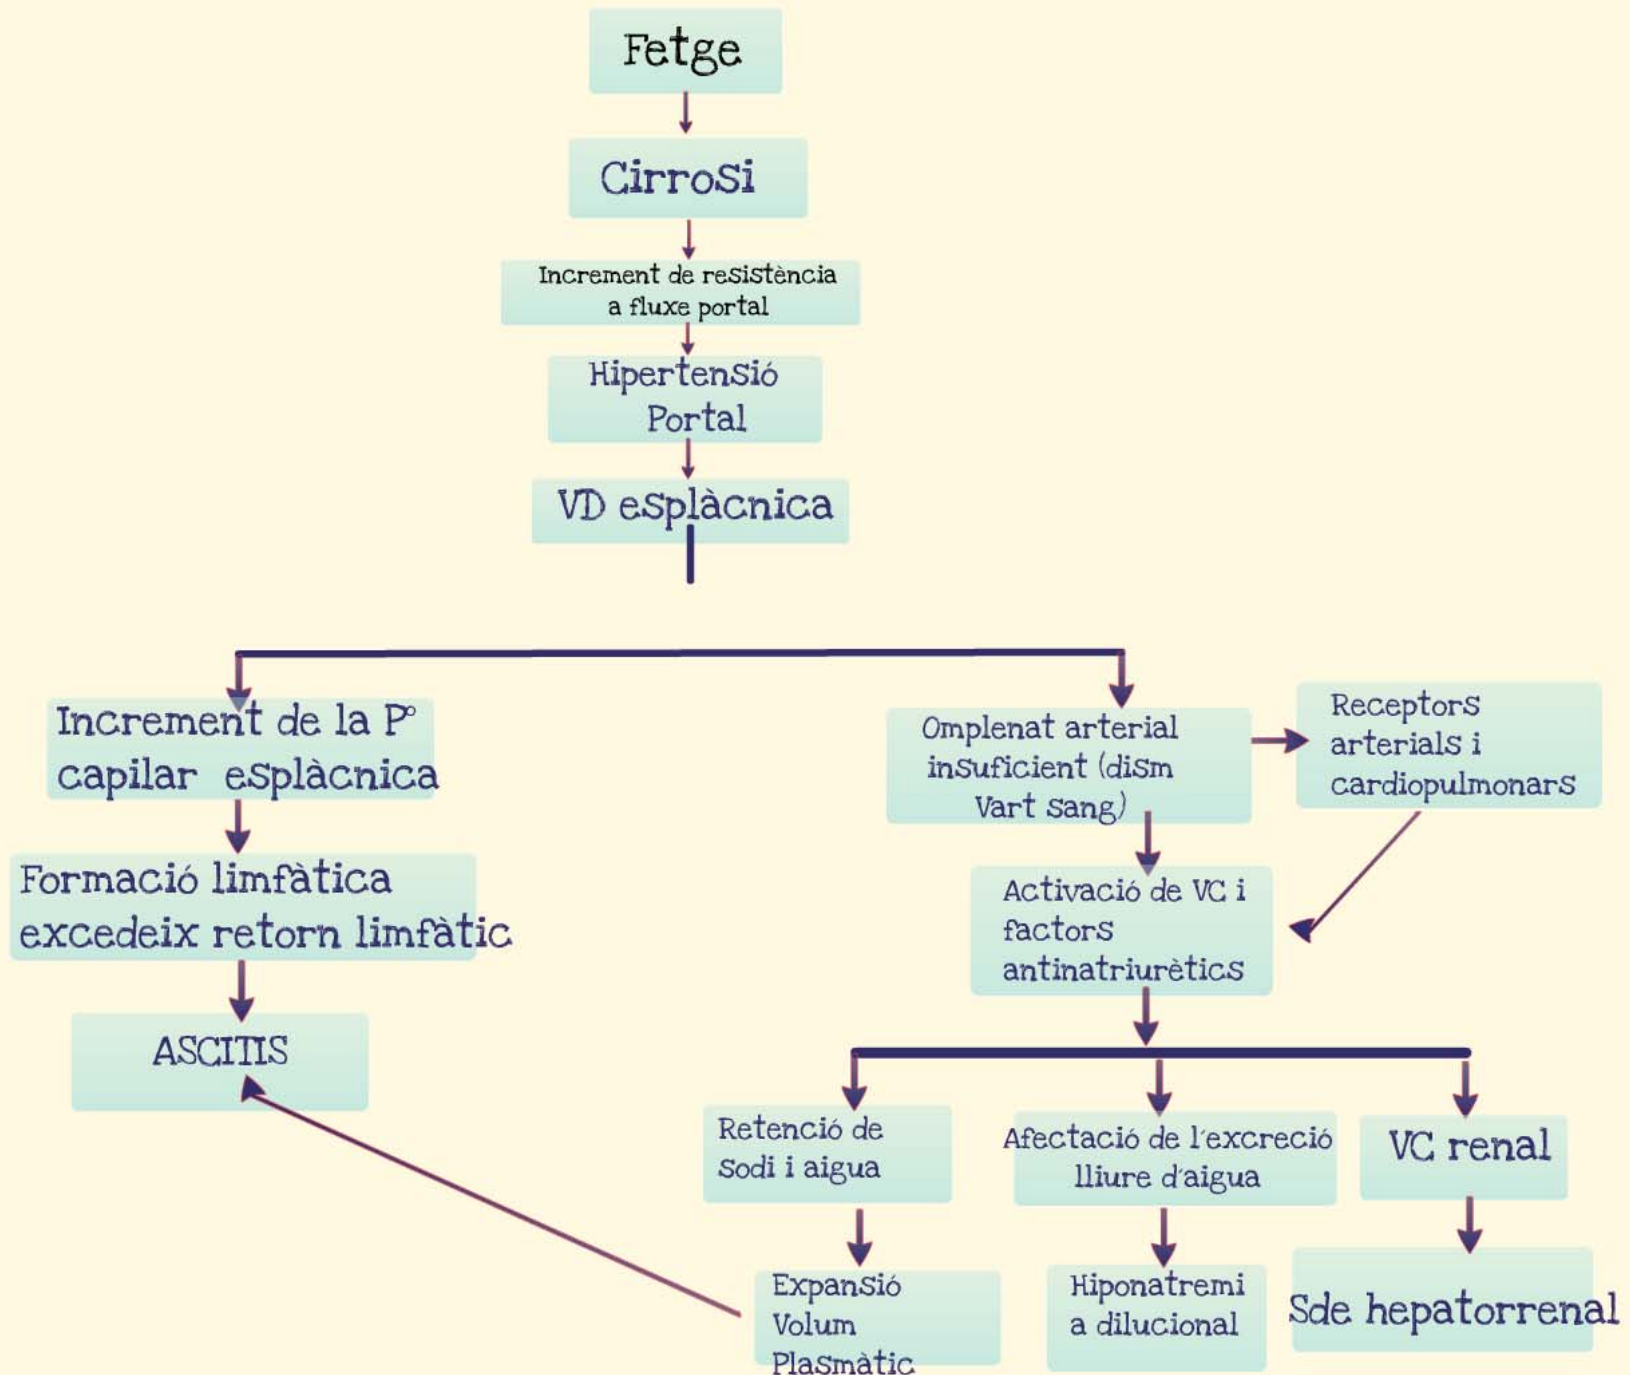 Fetge
Cirrosi
Increment de resistència
a fluxe portal
Hipertensió
Portal
VD esplàcnica
Increment de la Pº
capilar esplàcnica
Formació limfàtica
excedeix retorn limfàtic
ASCITIS
Omplenat arterial
insuficient (dism
Vart sang)
Receptors
arterials i
cardiopulmonars
Activació de VC i
factors
antinatriurètics
Retenció de
sodi i aigua
Expansió
Volum
Plasmàtic
Afectació de l'excreció
lliure d'aigua
Hiponatremi
a dilucional
VC renal
Sde hepatorrenal